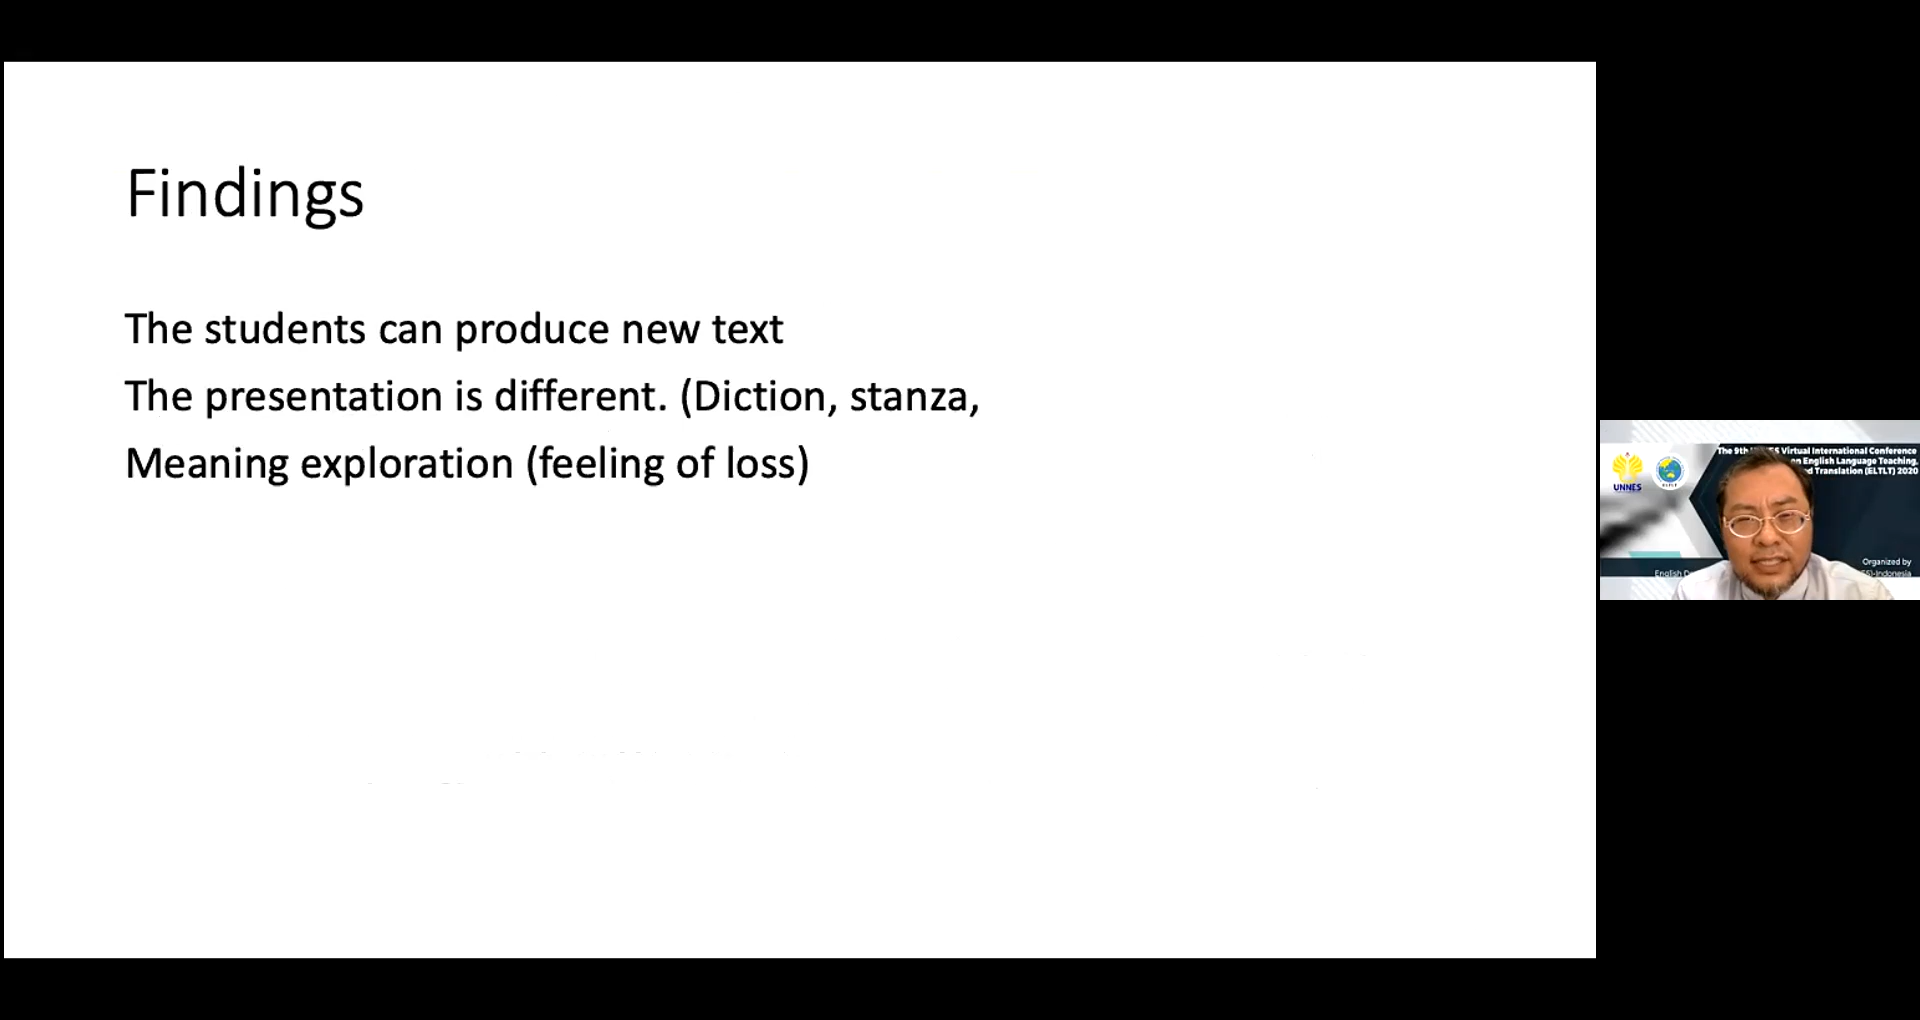 Findings
The students can produce new text
The presentation is different. (Diction, stanza,
Meaning exploration (feeling of loss)
The 9th Virtual International Conference
on English Language Teaching,
Translation (ELTLT) 2020
UNNES
Organized by
English
Indonesia